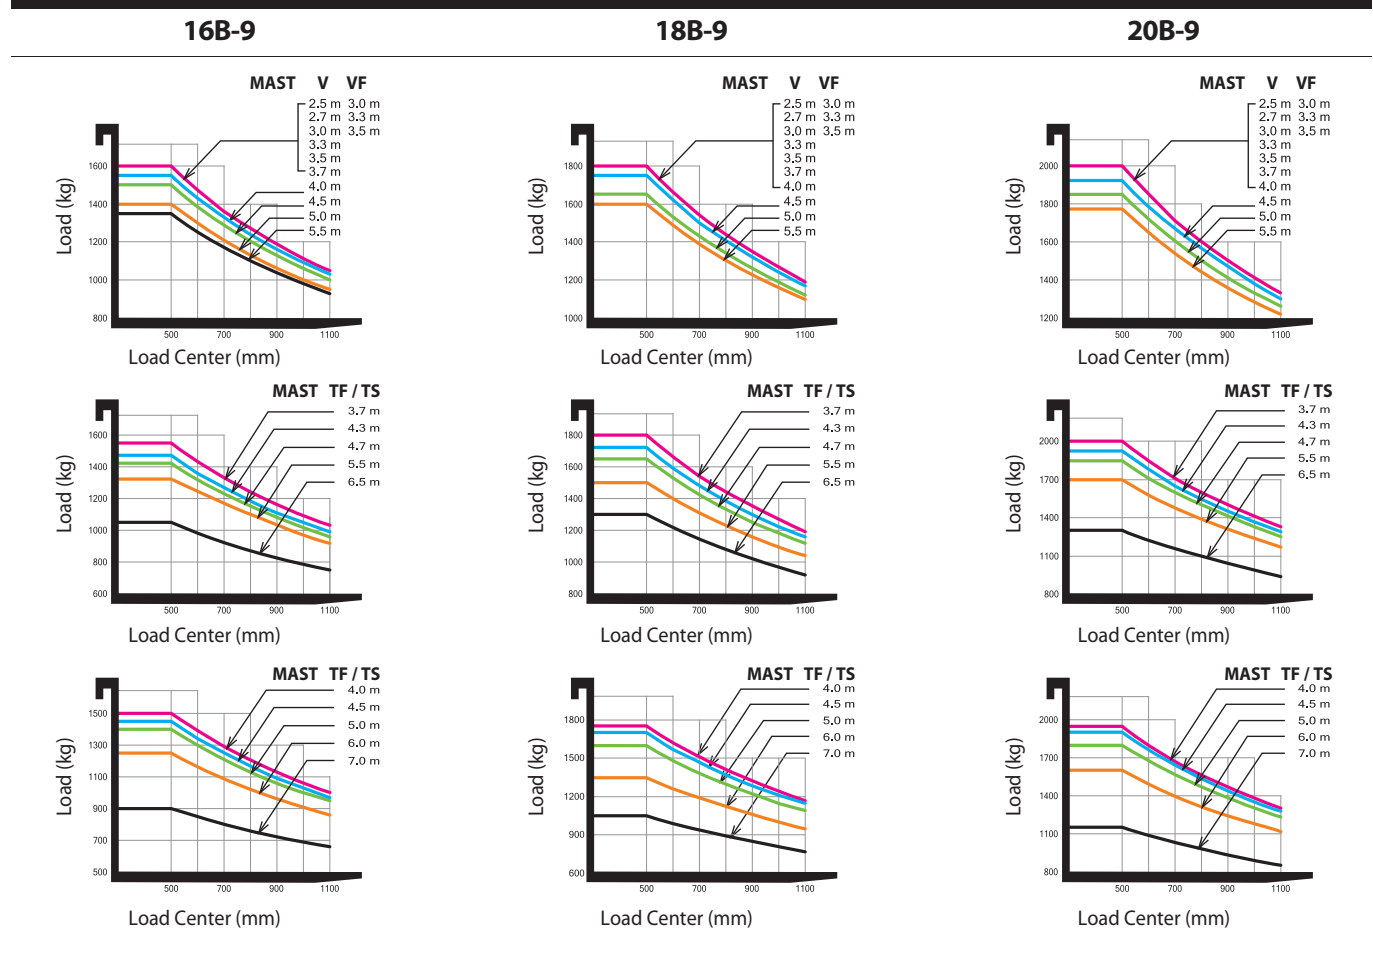 16B-9 18B-9 20B-9
MAST V VF
2.5 m 3.0 m
2.7 m 3.3 m
3.0 m 3.5 m
3.3 m
3.5 m
3.7 m
4.0 m
4.5 m
5.0 m
5.5 m
Load (kg)
1600
1400
1200
1000
800
500 700 900 1100
Load Center (mm)
MAST V VF
2.5 m 3.0 m
2.7 m 3.3 m
3.0 m 3.5 m
3.3 m
3.5 m
3.7 m
4.0 m
4.5 m
5.0 m
5.5 m
Load (kg)
1800
1600
1400
1200
1000
500 700 900 1100
Load Center (mm)
MAST V VF
2.5 m 3.0 m
2.7 m 3.3 m
3.0 m 3.5 m
3.3 m
3.5 m
3.7 m
4.0 m
4.5 m
5.0 m
5.5 m
Load (kg)
2000
1800
1600
1400
1200
500 700 900 1100
Load Center (mm)
MAST TF / TS
3.7 m
4.3 m
4.7 m
5.5 m
6.5 m
Load (kg)
1600
1400
1200
1000
800
600
500 700 900 1100
Load Center (mm)
MAST TF / TS
3.7 m
4.3 m
4.7 m
5.5 m
6.5 m
Load (kg)
1800
1600
1400
1200
1000
800
500 700 900 1100
Load Center (mm)
MAST TF / TS
3.7 m
4.3 m
4.7 m
5.5 m
6.5 m
Load (kg)
2000
1700
1400
1100
800
500 700 900 1100
Load Center (mm)
MAST TF / TS
4.0 m
4.5 m
5.0 m
6.0 m
7.0 m
Load (kg)
1500
1300
1100
900
700
500
500 700 900 1100
Load Center (mm)
MAST TF / TS
4.0 m
4.5 m
5.0 m
6.0 m
7.0 m
Load (kg)
1800
1500
1200
900
600
500 700 900 1100
Load Center (mm)
MAST TF / TS
4.0 m
4.5 m
5.0 m
6.0 m
7.0 m
Load (kg)
2000
1700
1400
1100
800
500 700 900 1100
Load Center (mm)